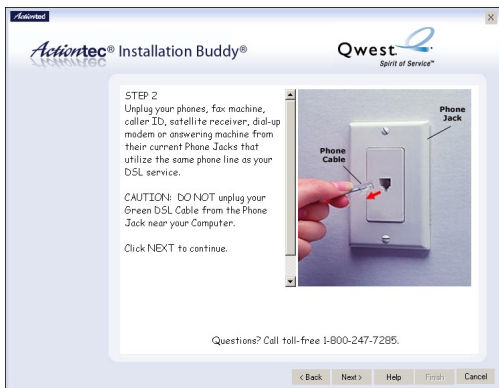 Actiontec
Actiontec® Installation Buddy®
Qwest
Spirit of Service™
STEP 2
Unplug your phones, fax machine,
caller ID, satellite receiver, dial-up
modem or answering machine from
their current Phone Jacks that
utilize the same phone line as your
DSL service.
CAUTION: DO NOT unplug your
Green DSL Cable from the Phone
Jack near your Computer.
Click NEXT to continue.
Phone
Jack
Phone
Cable
Questions? Call toll-free 1-800-247-7285.
< Back Next > Help Finish Cancel